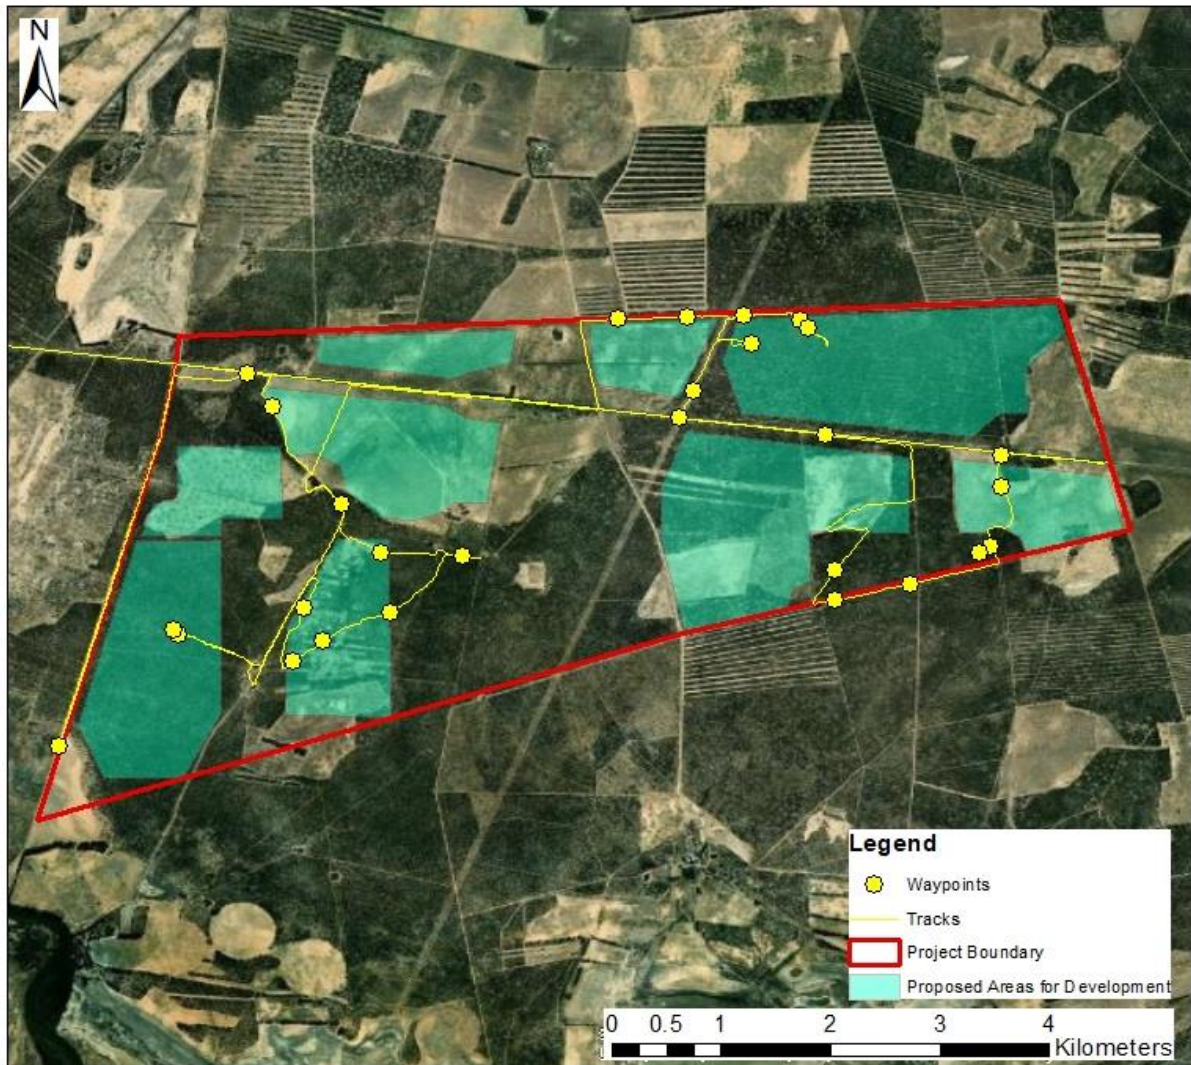 N
Legend
Waypoints
Tracks
Project Boundary
Proposed Areas for Development
0 0.5 1 2 3 4
Kilometers